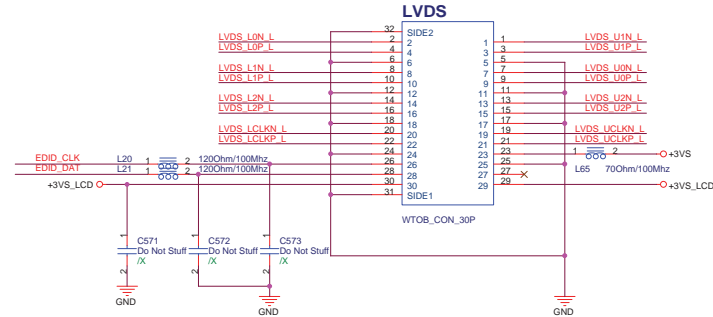 LVDS
32 SIDE2
LVDS_L0N_L 2 2 1 1 LVDS_U1N_L
LVDS_L0P_L 4 4 3 3 LVDS_U1P_L
6 6 5 5
LVDS_L1N_L 8 8 7 7 LVDS_U0N_L
LVDS_L1P_L 10 10 9 9 LVDS_U0P_L
12 12 11 11
LVDS_L2N_L 14 14 13 13 LVDS_U2N_L
LVDS_L2P_L 16 16 15 15 LVDS_U2P_L
18 18 17 17
LVDS_LCLKN_L 20 20 19 19 LVDS_UCLKN_L
LVDS_LCLKP_L 22 22 21 21 LVDS_UCLKP_L
24 24 23 23 1 2 +3VS
EDID_CLK L20 1 2 120Ohm/100Mhz 26 26 25 25
L65 70Ohm/100Mhz
EDID_DAT L21 1 2 120Ohm/100Mhz 28 28 27 27
+3VS_LCD 30 30 29 29 +3VS_LCD
31 SIDE1
WTOB_CON_30P
1 C571 1 C572 1 C573
Do Not Stuff Do Not Stuff Do Not Stuff
2 /X 2 /X 2 /X
GND GND GND